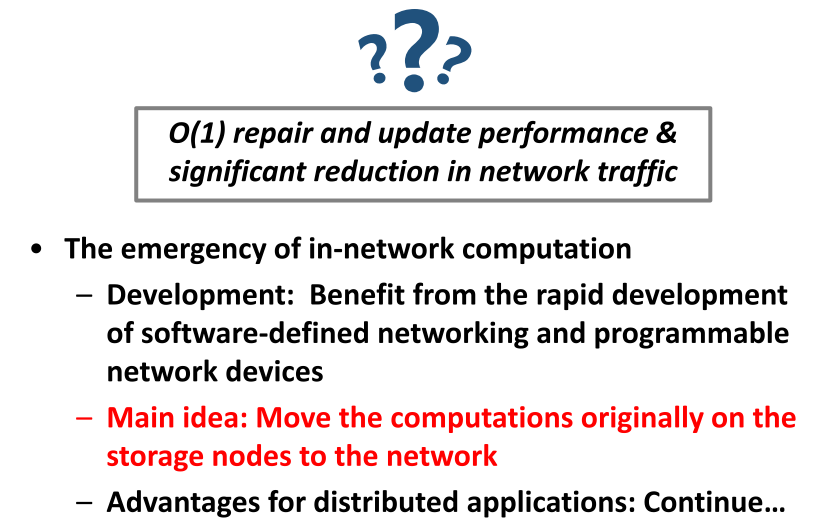 ???
O(1) repair and update performance &
significant reduction in network traffic
• The emergency of in-network computation
– Development:  Benefit from the rapid development
of software-defined networking and programmable
network devices
– Main idea: Move the computations originally on the
storage nodes to the network
– Advantages for distributed applications: Continue…